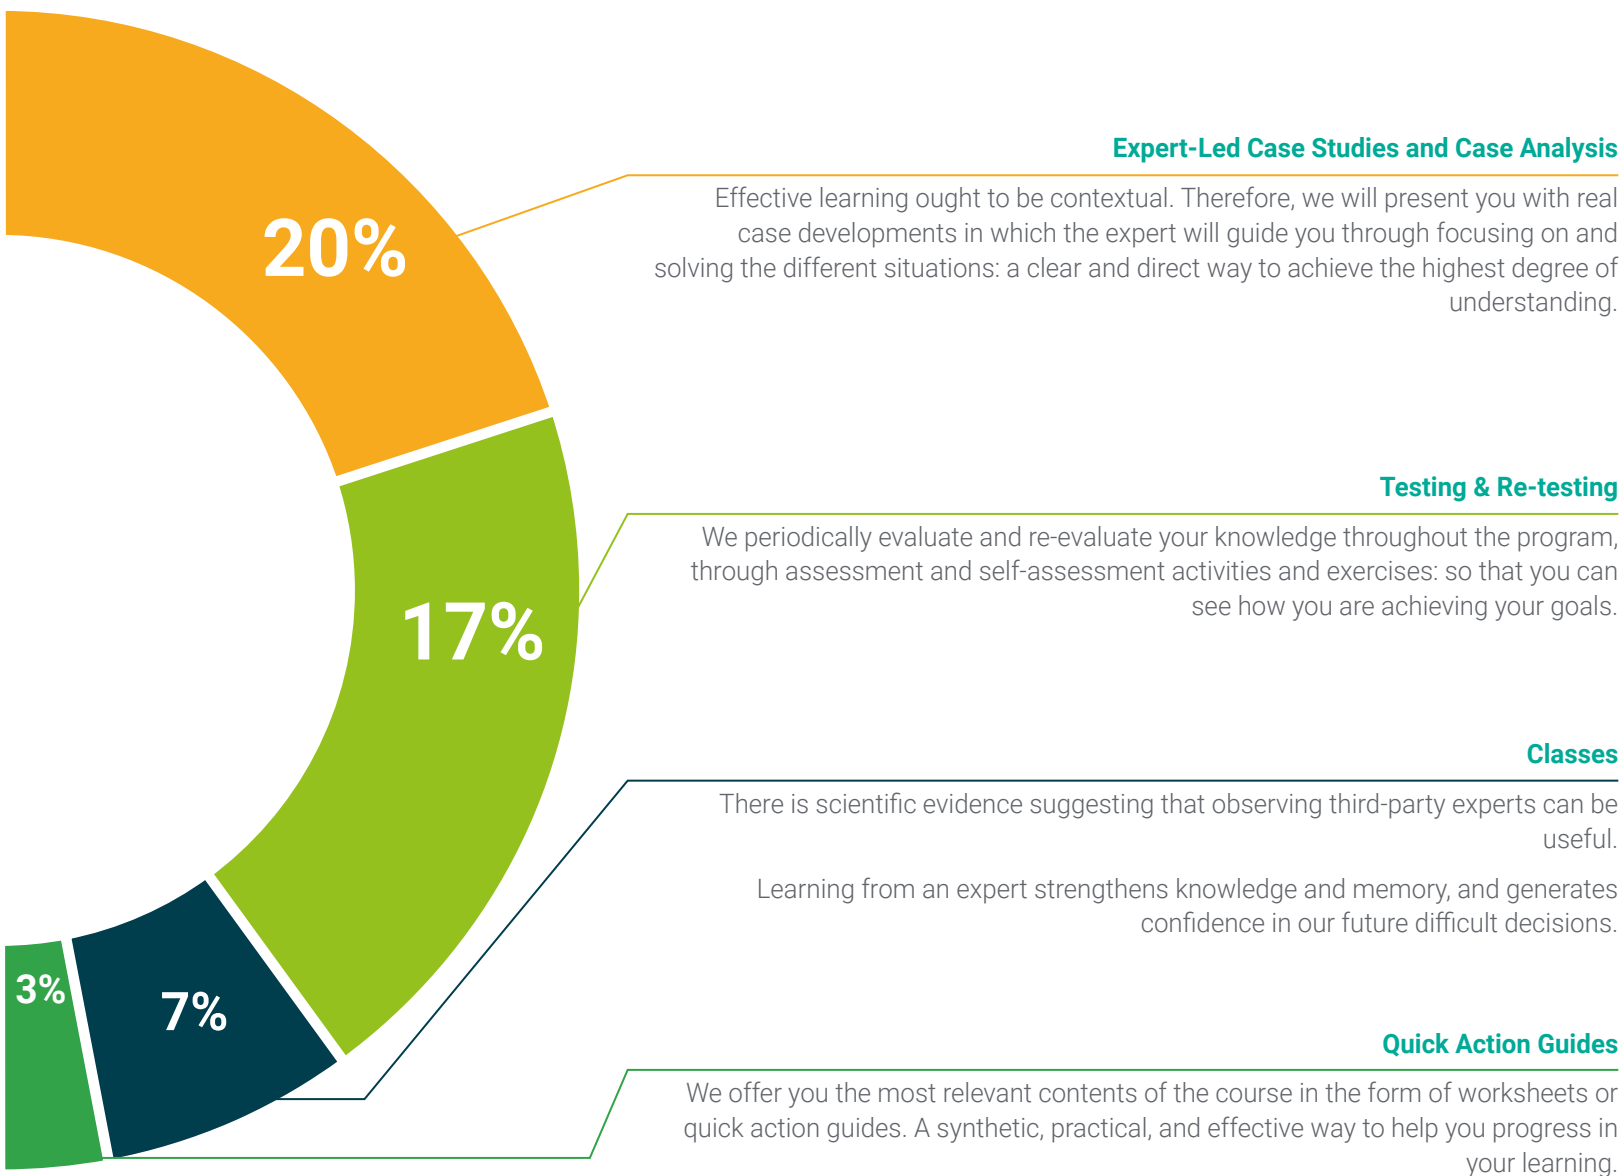 Expert-Led Case Studies and Case Analysis
20%
Effective learning ought to be contextual. Therefore, we will present you with real
case developments in which the expert will guide you through focusing on and
solving the different situations: a clear and direct way to achieve the highest degree of
understanding.
Testing & Re-testing
17%
We periodically evaluate and re-evaluate your knowledge throughout the program,
through assessment and self-assessment activities and exercises: so that you can
see how you are achieving your goals.
Classes
7%
There is scientific evidence suggesting that observing third-party experts can be
useful.
Learning from an expert strengthens knowledge and memory, and generates
confidence in our future difficult decisions.
Quick Action Guides
3%
We offer you the most relevant contents of the course in the form of worksheets or
quick action guides. A synthetic, practical, and effective way to help you progress in
your learning.